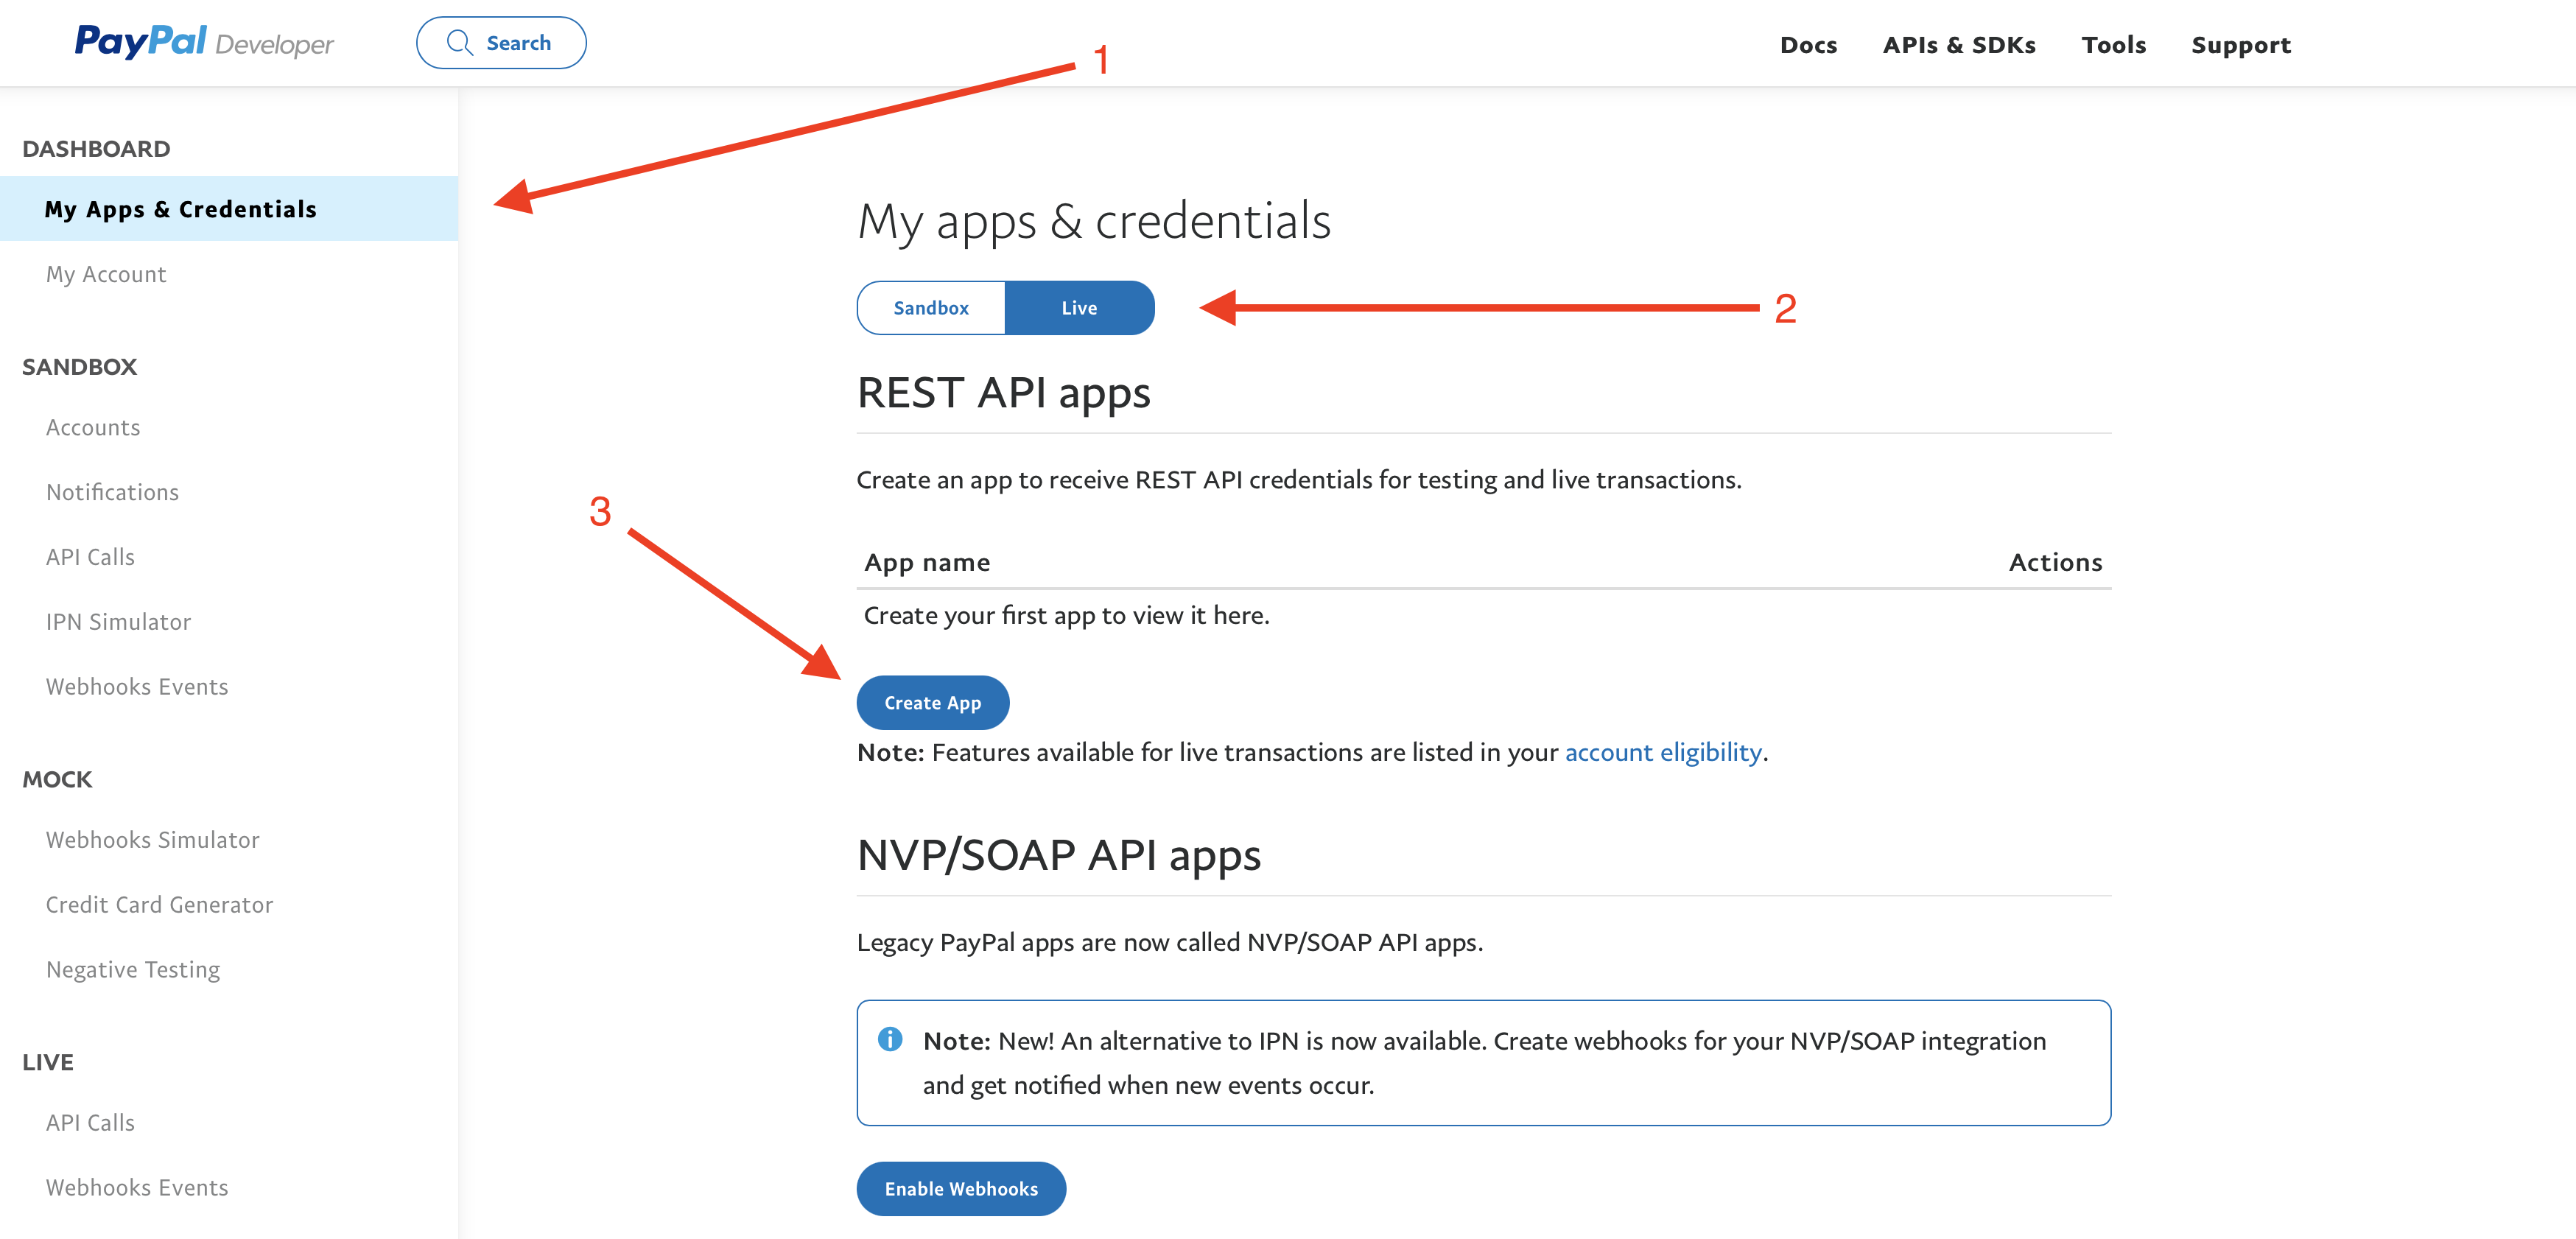 PayPal Developer
Search
Docs
APIs & SDKs
Tools
Support
1
DASHBOARD
My Apps & Credentials
My Account
SANDBOX
Accounts
Notifications
API Calls
IPN Simulator
Webhooks Events
MOCK
Webhooks Simulator
Credit Card Generator
Negative Testing
LIVE
API Calls
Webhooks Events
My apps & credentials
Sandbox
Live
2
REST API apps
Create an app to receive REST API credentials for testing and live transactions.
3
App name
Actions
Create your first app to view it here.
Create App
Note: Features available for live transactions are listed in your account eligibility.
NVP/SOAP API apps
Legacy PayPal apps are now called NVP/SOAP API apps.
Note: New! An alternative to IPN is now available. Create webhooks for your NVP/SOAP integration
and get notified when new events occur.
Enable Webhooks